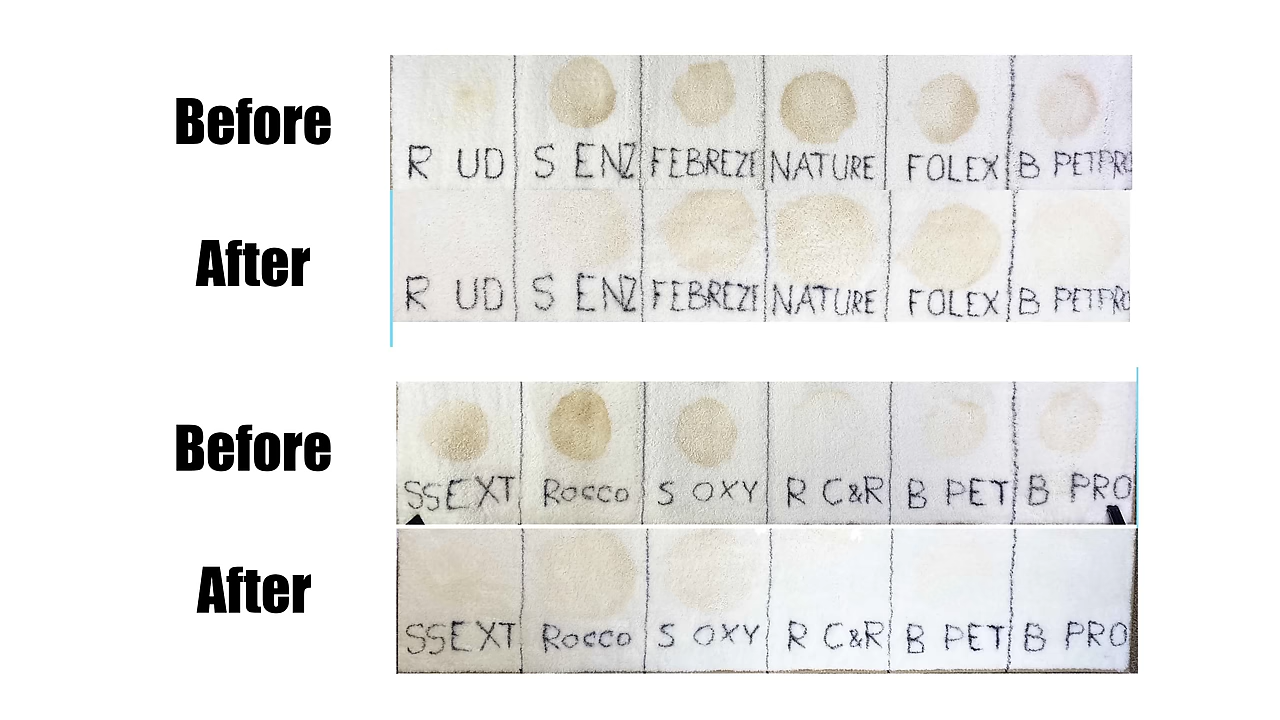 Before
R UD S ENZ FEBREZE NATURE FOLEX B PETPRO
After
R UD S ENZ FEBREZE NATURE FOLEX B PETPRO
Before
SSEXT Rocco S OXY R C&R B PET B PRO
After
SSEXT Rocco S OXY R C&R B PET B PRO